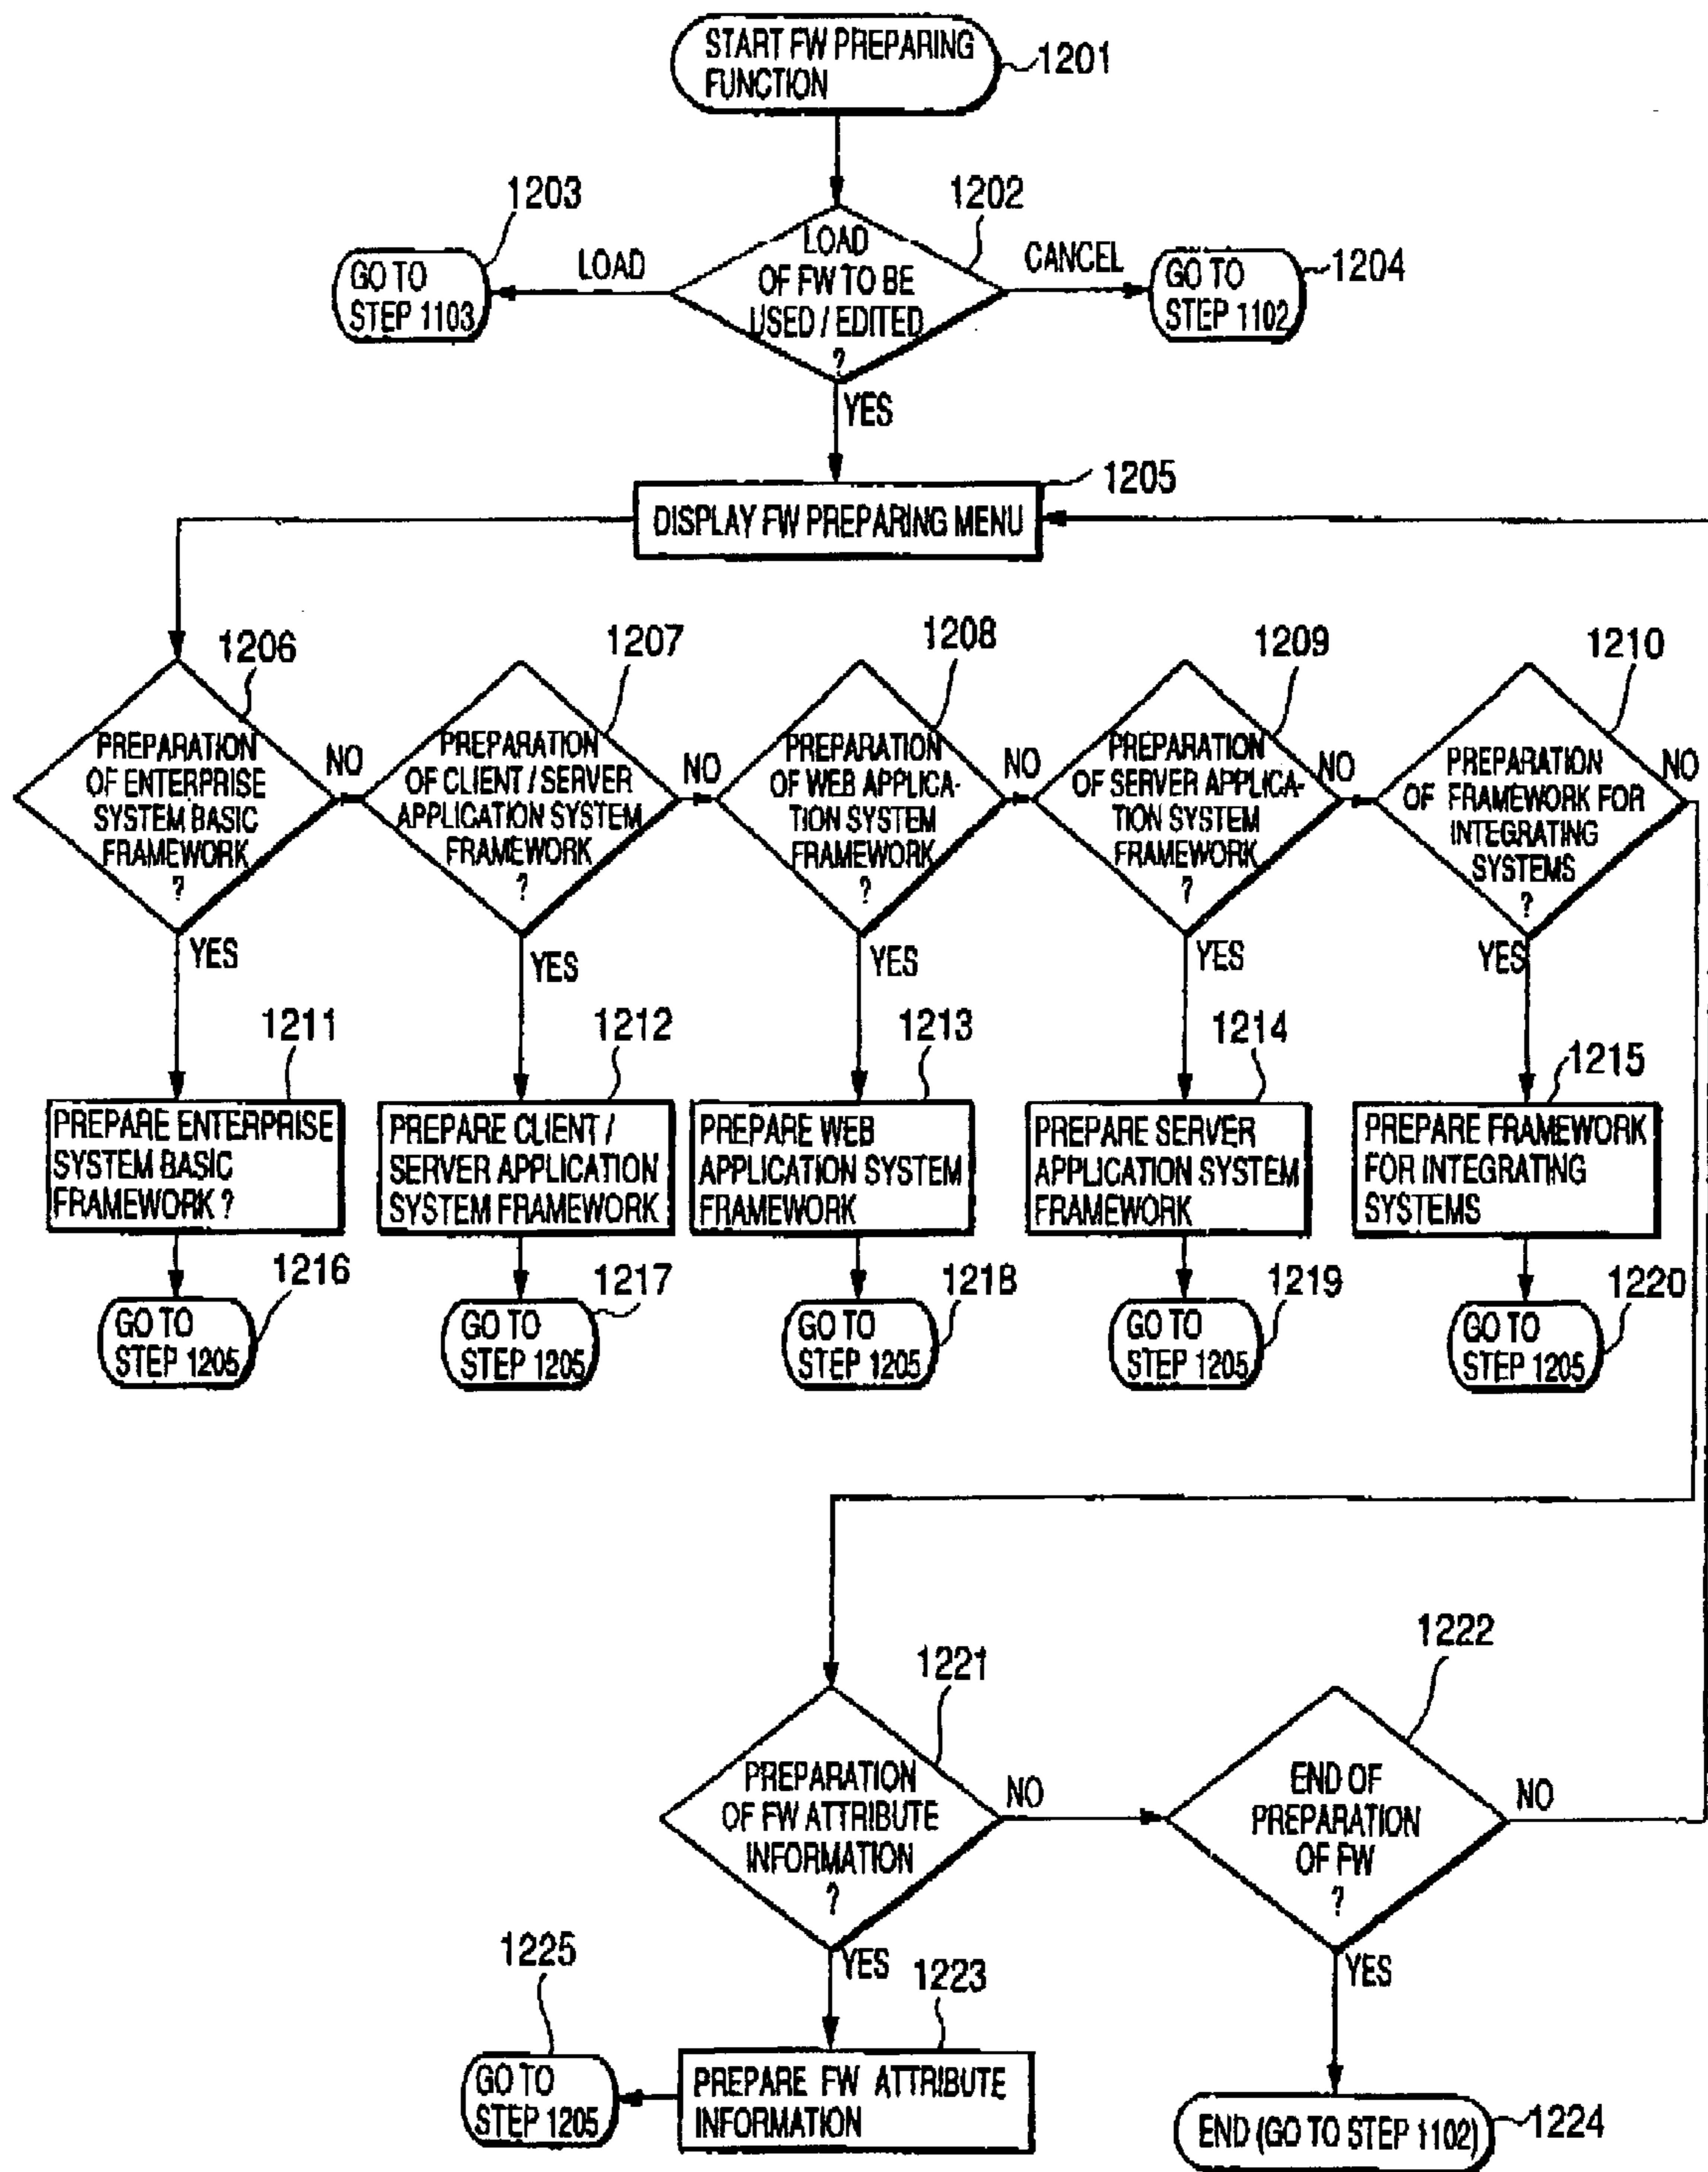 START FW PREPARING
FUNCTION
1201
1203
1202
LOAD
OF FW TO BE
USED / EDITED
?
LOAD
CANCEL
GO TO
STEP 1103
GO TO
STEP 1102
1204
YES
1205
DISPLAY FW PREPARING MENU
1206
1207
1208
1209
1210
PREPARATION
OF ENTERPRISE
SYSTEM BASIC
FRAMEWORK
?
NO
PREPARATION
OF CLIENT / SERVER
APPLICATION SYSTEM
FRAMEWORK
?
NO
PREPARATION
OF WEB APPLICA-
TION SYSTEM
FRAMEWORK
?
NO
PREPARATION
OF SERVER APPLICA-
TION SYSTEM
FRAMEWORK
?
NO
PREPARATION
OF FRAMEWORK FOR
INTEGRATING
SYSTEMS
?
NO
YES
YES
YES
YES
YES
1211
1212
1213
1214
1215
PREPARE ENTERPRISE
SYSTEM BASIC
FRAMEWORK ?
PREPARE CLIENT /
SERVER APPLICATION
SYSTEM FRAMEWORK
PREPARE WEB
APPLICATION SYSTEM
FRAMEWORK
PREPARE SERVER
APPLICATION SYSTEM
FRAMEWORK
PREPARE FRAMEWORK
FOR INTEGRATING
SYSTEMS
1216
1217
1218
1219
1220
GO TO
STEP 1205
GO TO
STEP 1205
GO TO
STEP 1205
GO TO
STEP 1205
GO TO
STEP 1205
1221
1222
PREPARATION
OF FW ATTRIBUTE
INFORMATION
?
NO
END OF
PREPARATION
OF FW
?
NO
YES
YES
1225
1223
GO TO
STEP 1205
PREPARE FW ATTRIBUTE
INFORMATION
END (GO TO STEP 1102)
1224